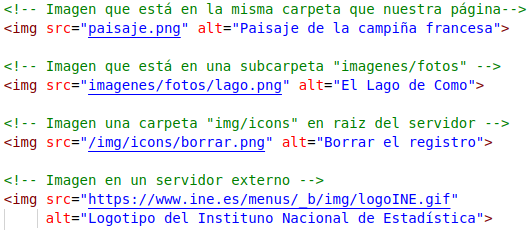 <!-- Imagen que está en la misma carpeta que nuestra página-->
<img src="paisaje.png" alt="Paisaje de la campiña francesa">
<!-- Imagen que está en una subcarpeta "imagenes/fotos" -->
<img src="imagenes/fotos/lago.png" alt="El Lago de Como">
<!-- Imagen una carpeta "img/icons" en raiz del servidor -->
<img src="/img/icons/borrar.png" alt="Borrar el registro">
<!-- Imagen en un servidor externo -->
<img src="https://www.ine.es/menus/_b/img/logoINE.gif"
alt="Logotipo del Instituno Nacional de Estadística">